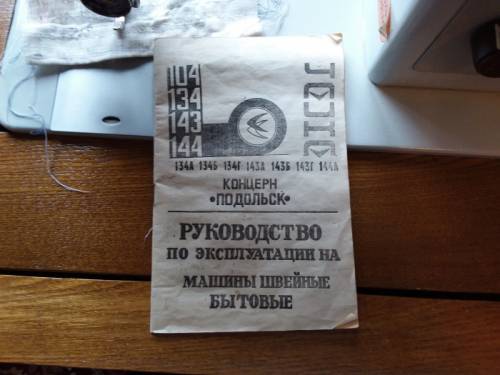 104
134
143
144
134А 134Б 134Г 143А 143Б 143Г 144А
КОНЦЕРН
•ПОДОЛЬСК•
РУКОВОДСТВО
ПО ЭКСПЛУАТАЦИИ НА
МАШИНЫ ШВЕЙНЫЕ
БЫТОВЫЕ